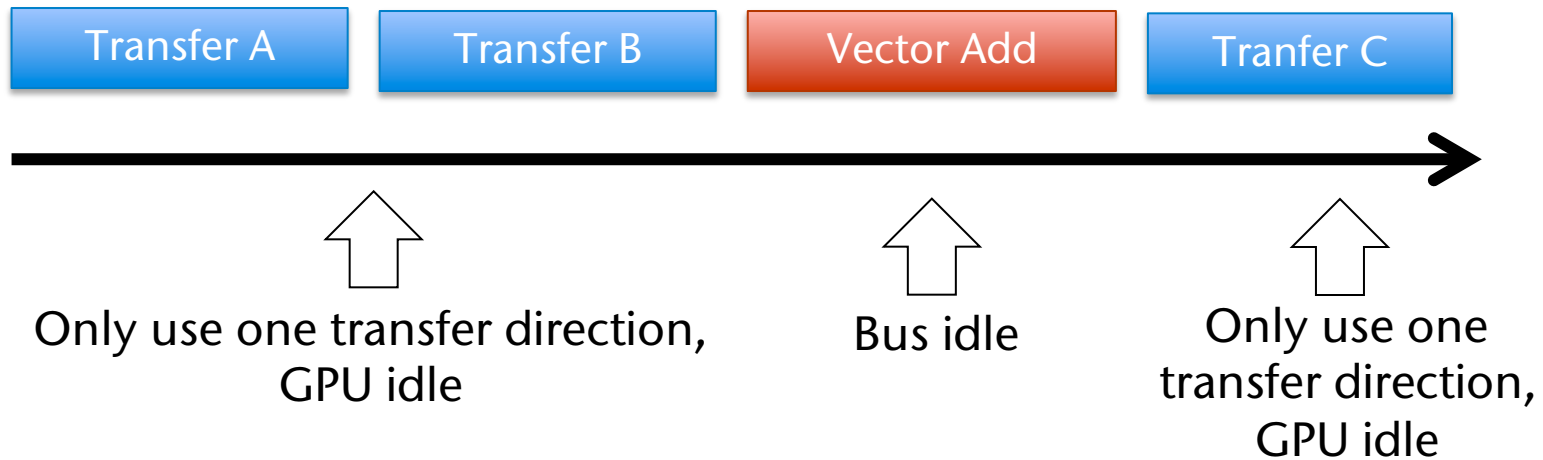 Transfer A
Transfer B
Vector Add
Tranfer C
Only use one transfer direction,
GPU idle
Bus idle
Only use one
transfer direction,
GPU idle